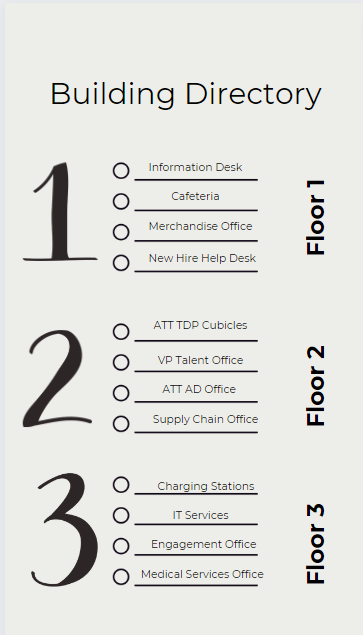 Building Directory
1
Information Desk
Cafeteria
Merchandise Office
New Hire Help Desk
Floor 1
2
ATT TDP Cubicles
VP Talent Office
ATT AD Office
Supply Chain Office
Floor 2
3
Charging Stations
IT Services
Engagement Office
Medical Services Office
Floor 3